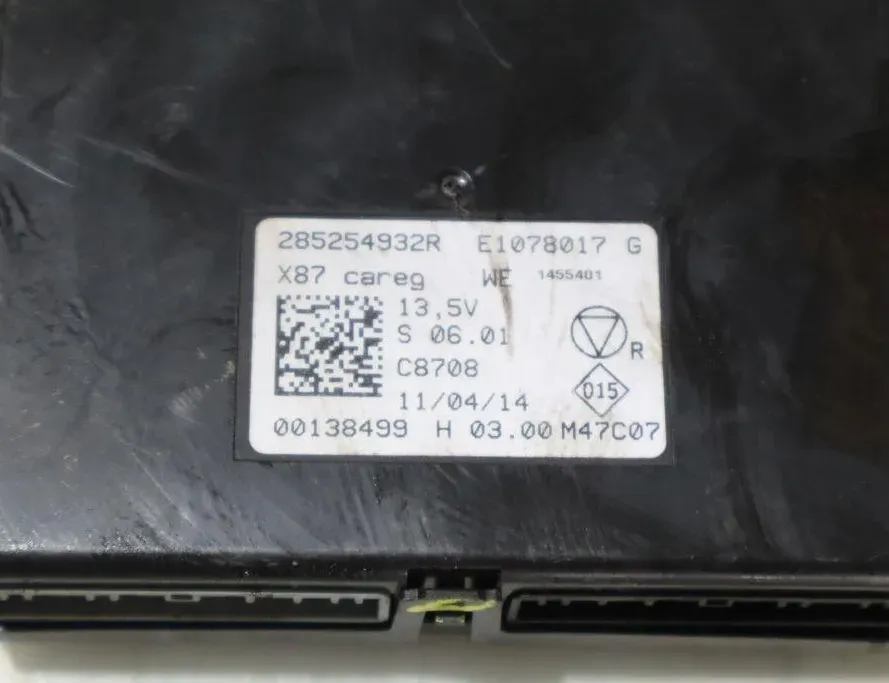 285254932R E1078017 G
X87 careg WE 1455401
13,5V
S 06.01
R
C8708
015
11/04/14
00138499 H 03.00 M47C07